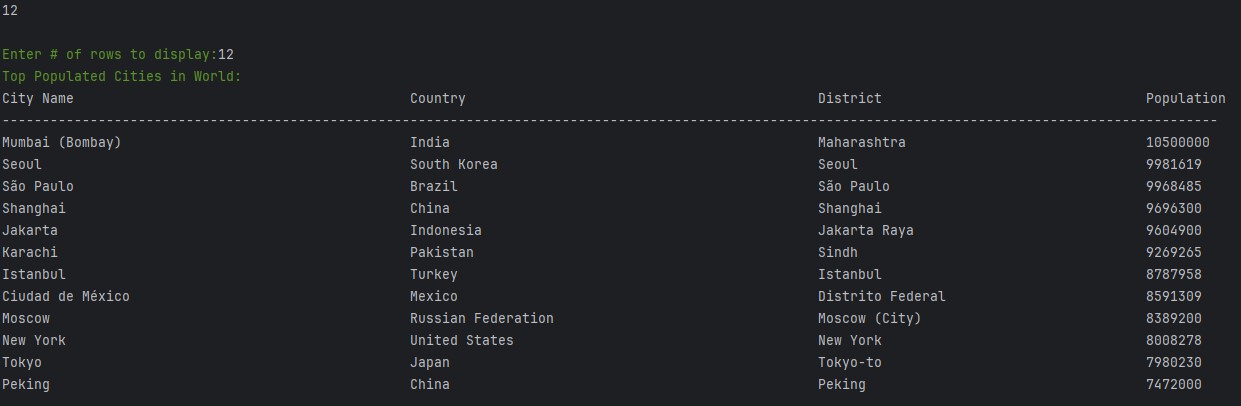 12
Enter # of rows to display:12
Top Populated Cities in World:
City Name Country District Population
--------------------------------------------------------------------------------------------------------------------------------------------------------
Mumbai (Bombay) India Maharashtra 10500000
Seoul South Korea Seoul 9981619
São Paulo Brazil São Paulo 9968485
Shanghai China Shanghai 9696300
Jakarta Indonesia Jakarta Raya 9604900
Karachi Pakistan Sindh 9269265
Istanbul Turkey Istanbul 8787958
Ciudad de México Mexico Distrito Federal 8591309
Moscow Russian Federation Moscow (City) 8389200
New York United States New York 8008278
Tokyo Japan Tokyo-to 7980230
Peking China Peking 7472000